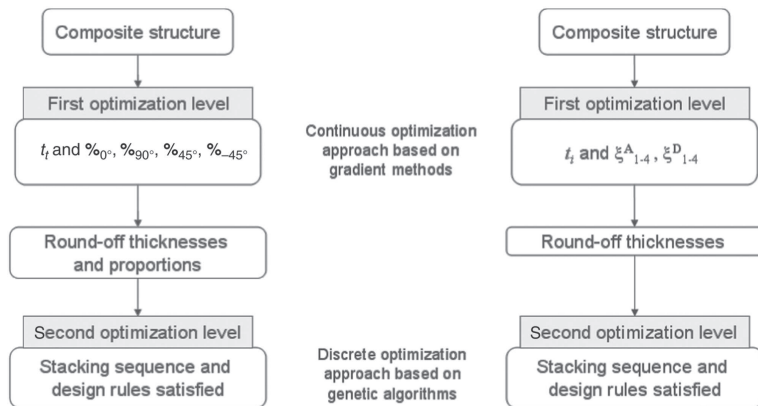 Composite structure
First optimization level
t_t and %0°, %90°, %45°, %–45°
Round-off thicknesses
and proportions
Second optimization level
Stacking sequence and
design rules satisfied
Continuous optimization
approach based on
gradient methods
Discrete optimization
approach based on
genetic algorithms
Composite structure
First optimization level
t_t and ξ^A_1-4, ξ^D_1-4
Round-off thicknesses
Second optimization level
Stacking sequence and
design rules satisfied